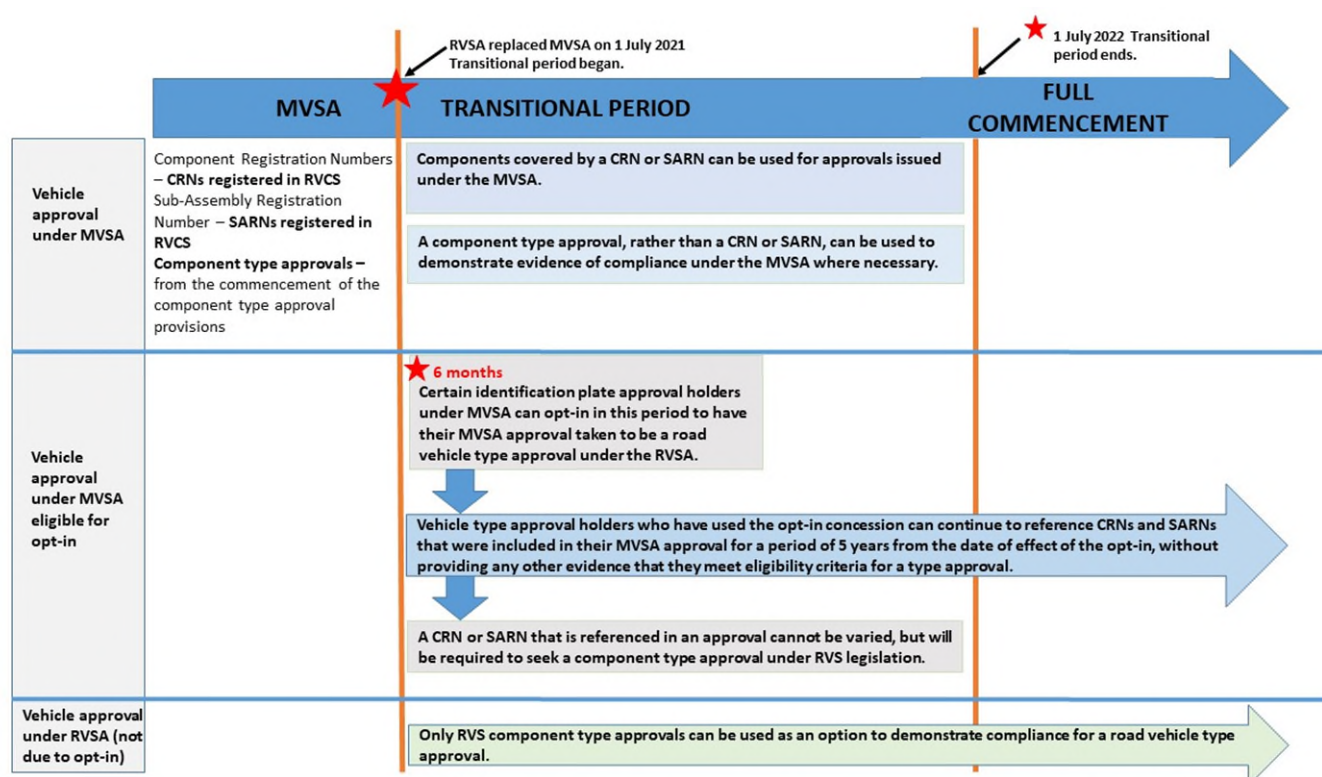 RVSA replaced MVSA on 1 July 2021
Transitional period began.
1 July 2022 Transitional
period ends.
MVSA
TRANSITIONAL PERIOD
FULL
COMMENCEMENT
Vehicle
approval
under MVSA
Component Registration Numbers
– CRNs registered in RVCS
Sub-Assembly Registration
Number – SARNs registered in
RVCS
Component type approvals –
from the commencement of the
component type approval
provisions
Components covered by a CRN or SARN can be used for approvals issued
under the MVSA.
A component type approval, rather than a CRN or SARN, can be used to
demonstrate evidence of compliance under the MVSA where necessary.
Vehicle
approval
under MVSA
eligible for
opt-in
6 months
Certain identification plate approval holders
under MVSA can opt-in in this period to have
their MVSA approval taken to be a road
vehicle type approval under the RVSA.
Vehicle type approval holders who have used the opt-in concession can continue to reference CRNs and SARNs
that were included in their MVSA approval for a period of 5 years from the date of effect of the opt-in, without
providing any other evidence that they meet eligibility criteria for a type approval.
A CRN or SARN that is referenced in an approval cannot be varied, but will
be required to seek a component type approval under RVS legislation.
Vehicle approval
under RVSA (not
due to opt-in)
Only RVS component type approvals can be used as an option to demonstrate compliance for a road vehicle type
approval.